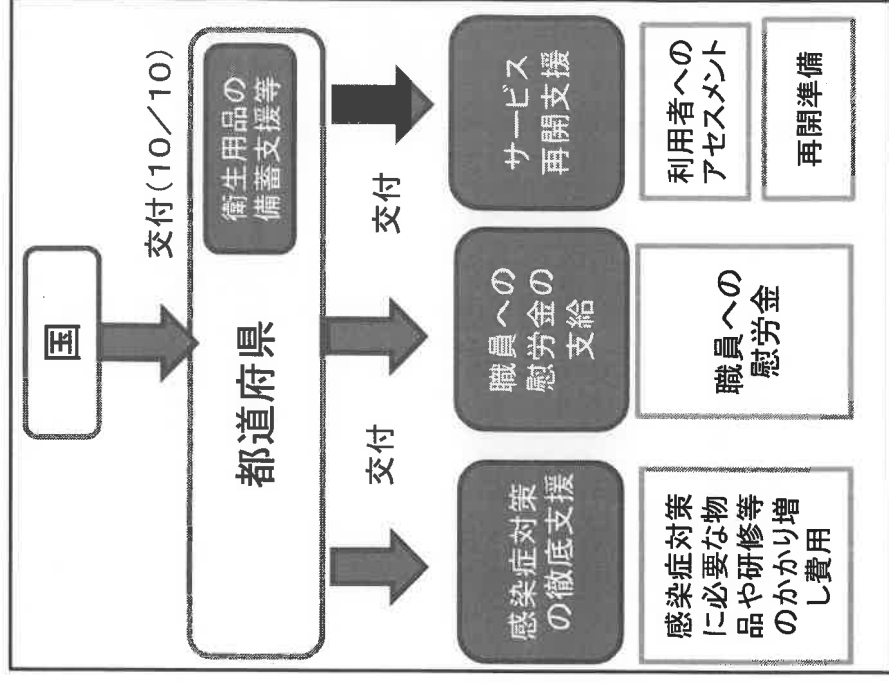 国
交付(10/10)
都道府県
衛生用品の
備蓄支援等
交付
交付
感染症対策
の徹底支援
職員への
慰労金の
支給
サービス
再開支援
感染症対策
に必要な物
品や研修等
のかかり増
し費用
職員への
慰労金
利用者への
アセスメント
再開準備